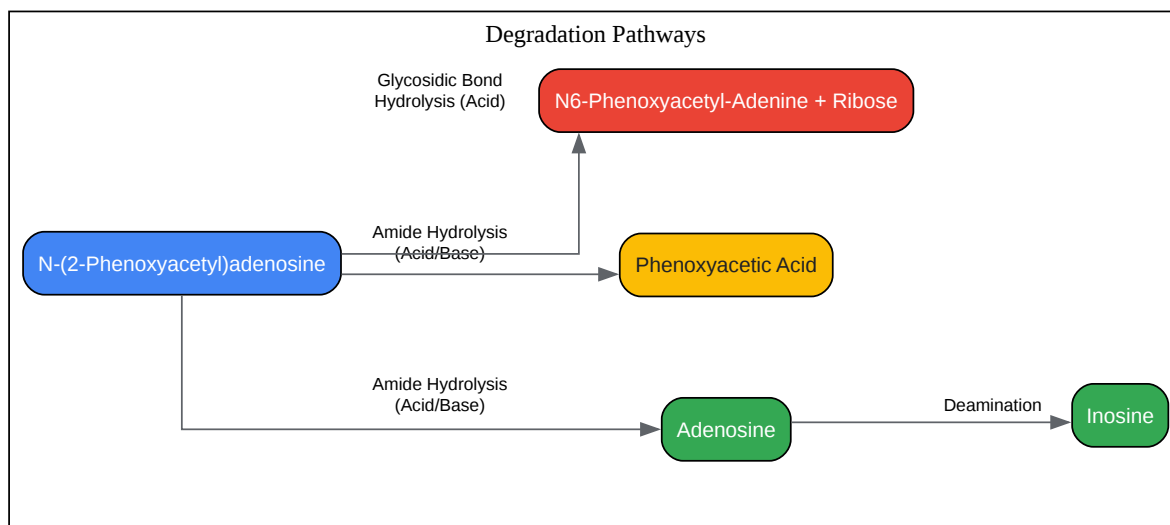 Degradation Pathways
Glycosidic Bond
Hydrolysis (Acid)
N6-Phenoxyacetyl-Adenine + Ribose
Amide Hydrolysis
(Acid/Base)
N-(2-Phenoxyacetyl)adenosine
Phenoxyacetic Acid
Amide Hydrolysis
(Acid/Base)
Adenosine
Deamination
Inosine